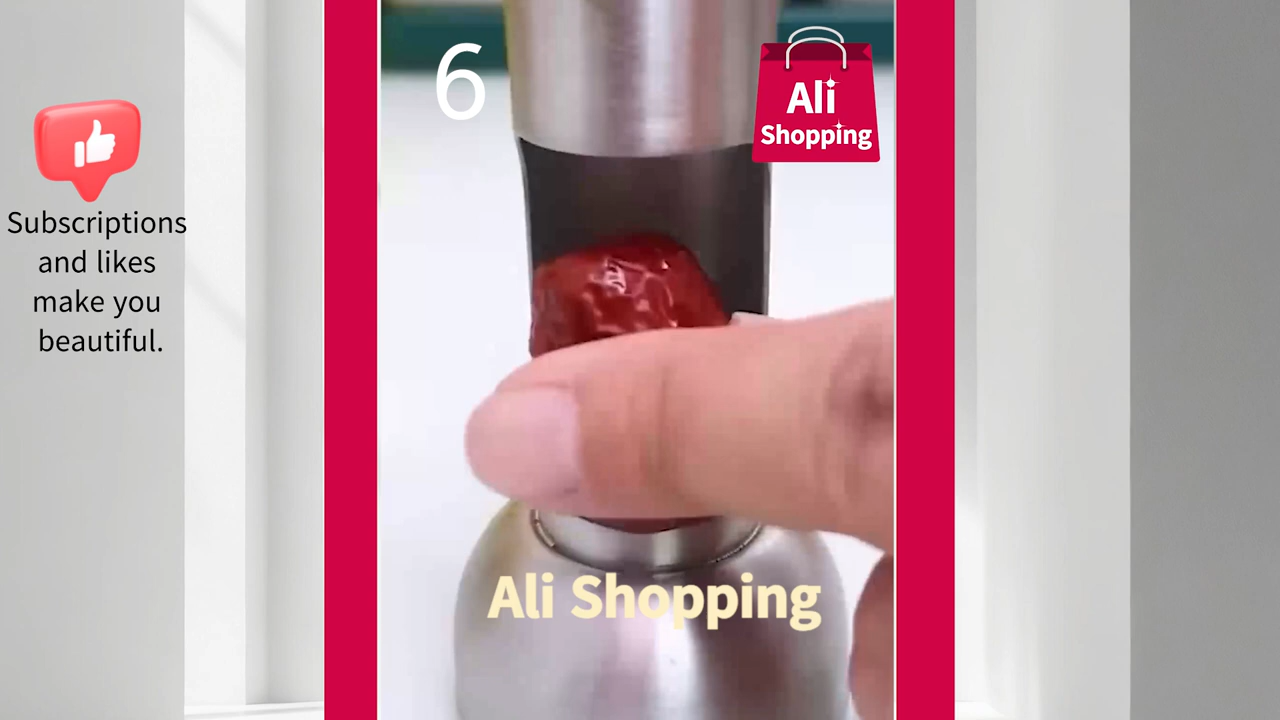 6
Ali
Shopping
Subscriptions
and likes
make you
beautiful.
Ali Shopping